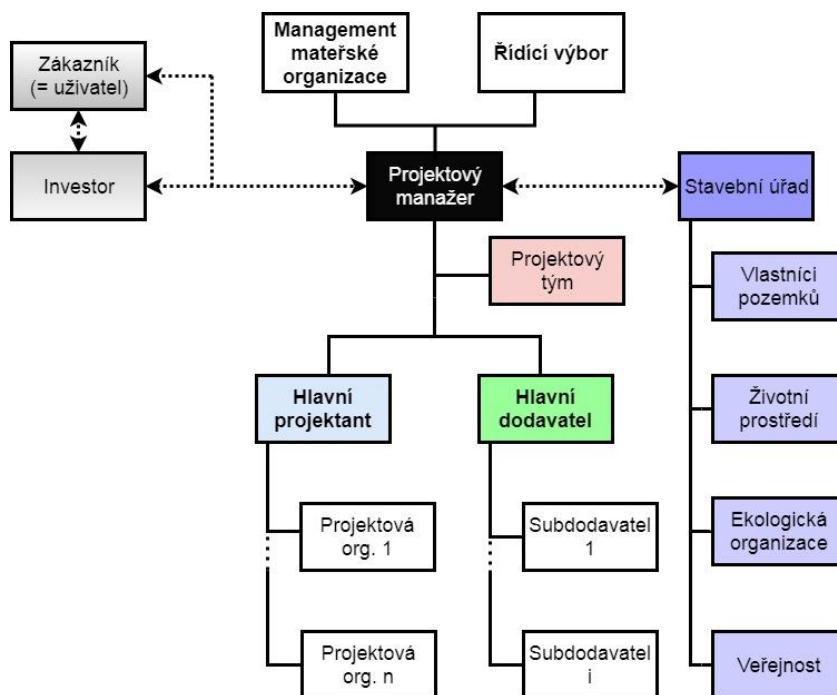 Management
mateřské
organizace
Řídící výbor
Zákazník
(= uživatel)
Investor
Projektový
manažer
Stavební úřad
Projektový
tým
Vlastníci
pozemků
Hlavní
projektant
Hlavní
dodavatel
Životní
prostředí
Projektová
org. 1
Subdodavatel
1
Ekologická
organizace
Projektová
org. n
Subdodavatel
i
Veřejnost